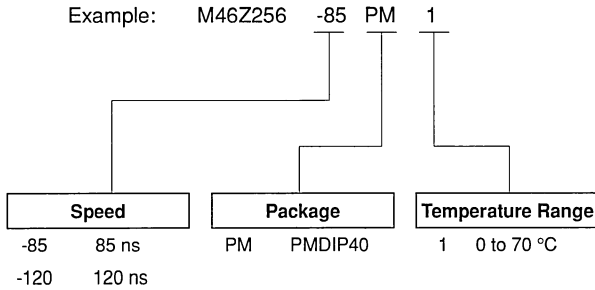 Example: M46Z256 -85 PM 1
Speed Package Temperature Range
-85 85 ns PM PMDIP40 1 0 to 70 °C
-120 120 ns